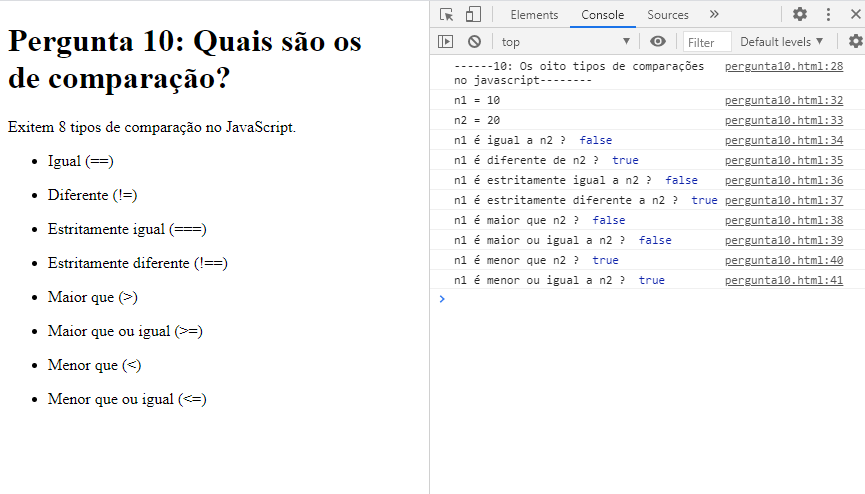 Pergunta 10: Quais são os
de comparação?
Exitem 8 tipos de comparação no JavaScript.
Igual (==)
Diferente (!=)
Estritamente igual (===)
Estritamente diferente (!==)
Maior que (>)
Maior que ou igual (>=)
Menor que (<)
Menor que ou igual (<=)
Elements Console Sources
top Filter Default levels
------10: Os oito tipos de comparações pergunta10.html:28
no javascript--------
n1 = 10 pergunta10.html:32
n2 = 20 pergunta10.html:33
n1 é igual a n2 ? false pergunta10.html:34
n1 é diferente de n2 ? true pergunta10.html:35
n1 é estritamente igual a n2 ? false pergunta10.html:36
n1 é estritamente diferente a n2 ? true pergunta10.html:37
n1 é maior que n2 ? false pergunta10.html:38
n1 é maior ou igual a n2 ? false pergunta10.html:39
n1 é menor que n2 ? true pergunta10.html:40
n1 é menor ou igual a n2 ? true pergunta10.html:41